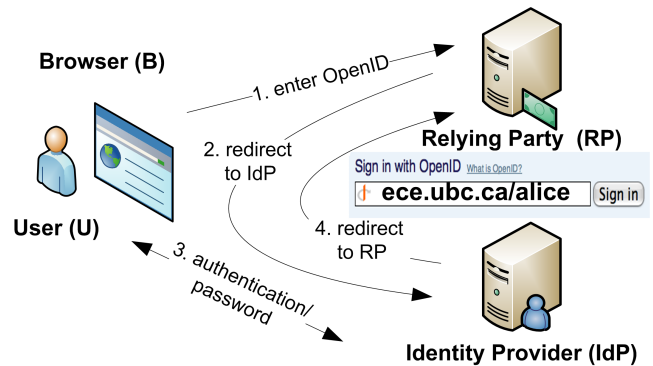 Browser (B)
1. enter OpenID
Relying Party (RP)
2. redirect
to IdP
Sign in with OpenID What is OpenID?
ece.ubc.ca/alice Sign in
User (U)
4. redirect
to RP
3. authentication/
password
Identity Provider (IdP)